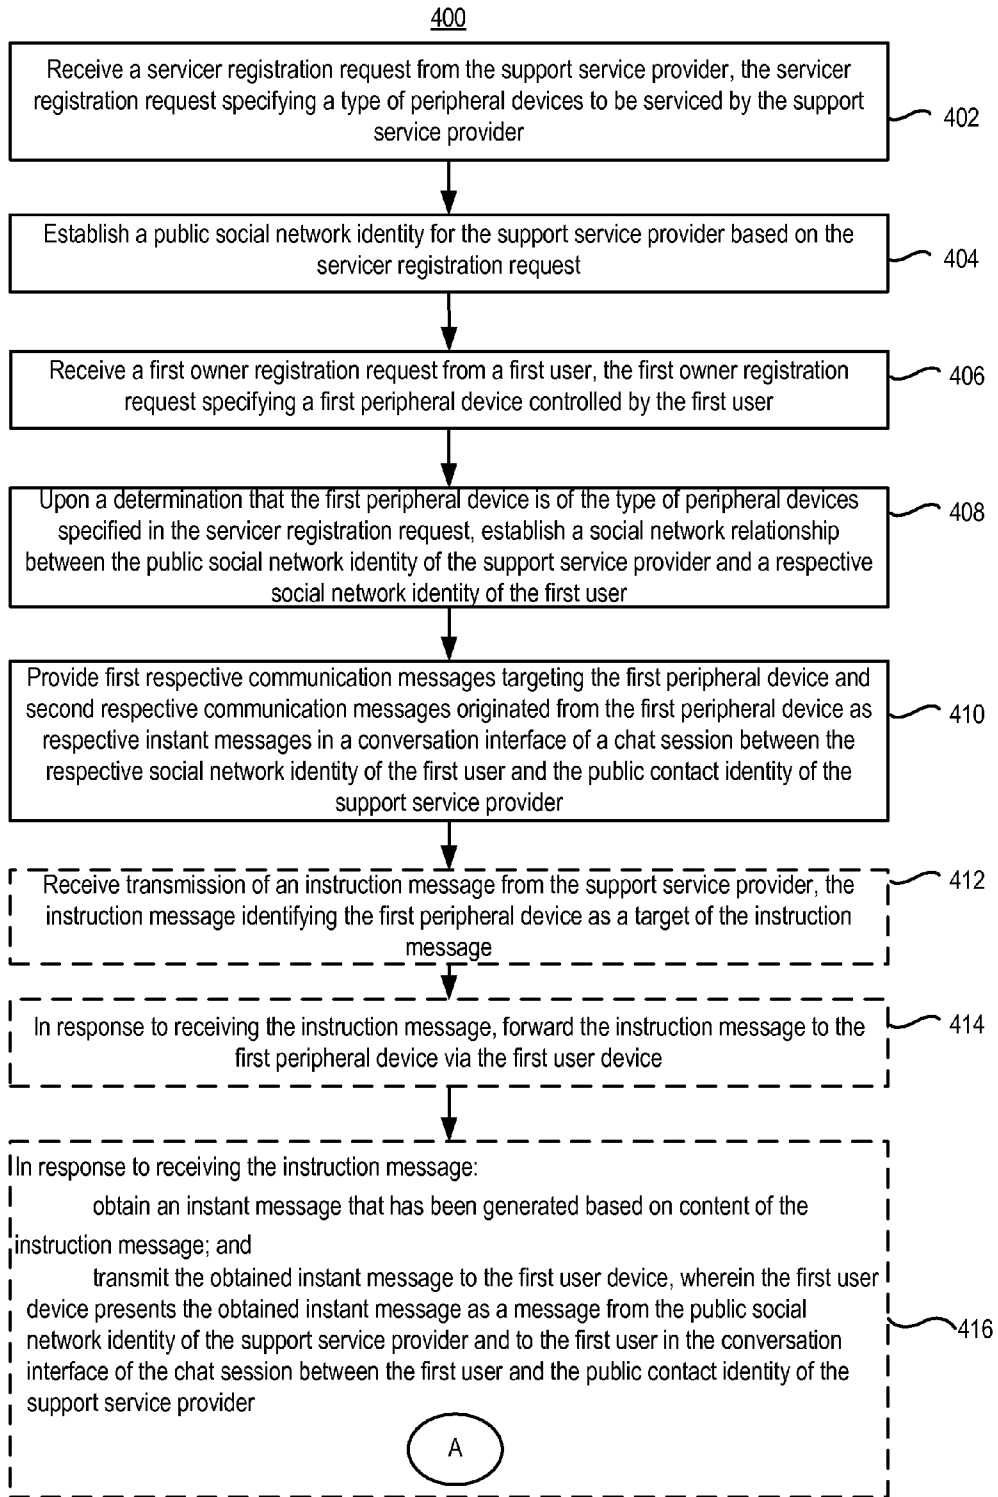 400
Receive a servicer registration request from the support service provider, the servicer
registration request specifying a type of peripheral devices to be serviced by the support
service provider
402
Establish a public social network identity for the support service provider based on the
servicer registration request
404
Receive a first owner registration request from a first user, the first owner registration
request specifying a first peripheral device controlled by the first user
406
Upon a determination that the first peripheral device is of the type of peripheral devices
specified in the servicer registration request, establish a social network relationship
between the public social network identity of the support service provider and a respective
social network identity of the first user
408
Provide first respective communication messages targeting the first peripheral device and
second respective communication messages originated from the first peripheral device as
respective instant messages in a conversation interface of a chat session between the
respective social network identity of the first user and the public contact identity of the
support service provider
410
Receive transmission of an instruction message from the support service provider, the
instruction message identifying the first peripheral device as a target of the instruction
message
412
In response to receiving the instruction message, forward the instruction message to the
first peripheral device via the first user device
414
In response to receiving the instruction message:
obtain an instant message that has been generated based on content of the
instruction message; and
transmit the obtained instant message to the first user device, wherein the first user
device presents the obtained instant message as a message from the public social
network identity of the support service provider and to the first user in the conversation
interface of the chat session between the first user and the public contact identity of the
support service provider
416
A